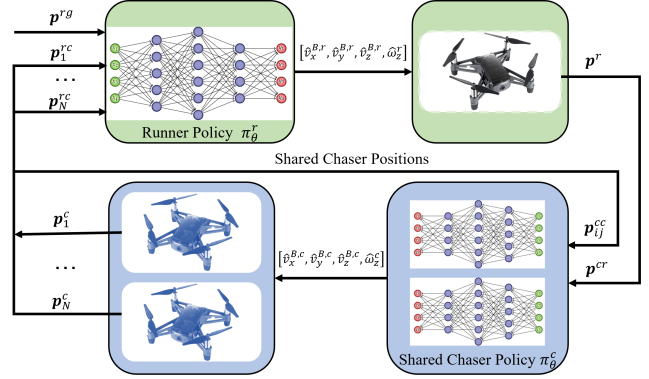 p^{rg}
p_1^{rc}
...
p_N^{rc}
Runner Policy π_θ^r
[v̂_x^{B,r}, v̂_y^{B,r}, v̂_z^{B,r}, ω̂_z^r]
p^r
Shared Chaser Positions
p_1^c
...
p_N^c
[v̂_x^{B,c}, v̂_y^{B,c}, v̂_z^{B,c}, ω̂_z^c]
p_{ij}^{cc}
p^{cr}
Shared Chaser Policy π_θ^c